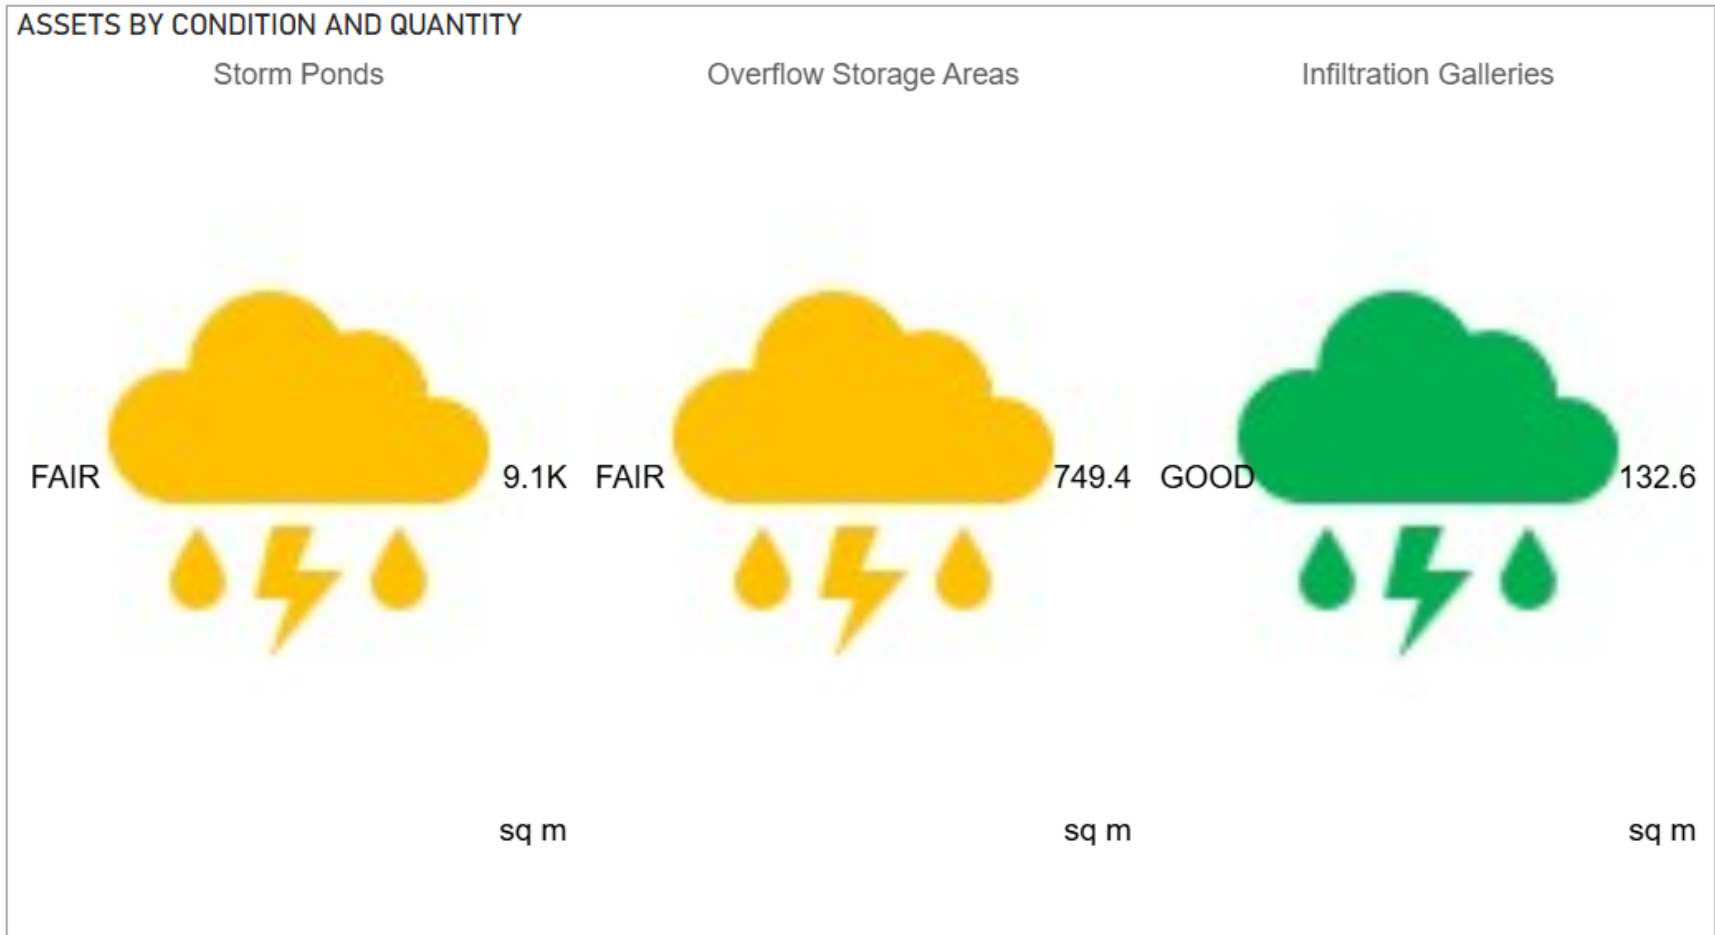 ASSETS BY CONDITION AND QUANTITY
Storm Ponds
Overflow Storage Areas
Infiltration Galleries
FAIR
9.1K
FAIR
749.4
GOOD
132.6
sq m
sq m
sq m